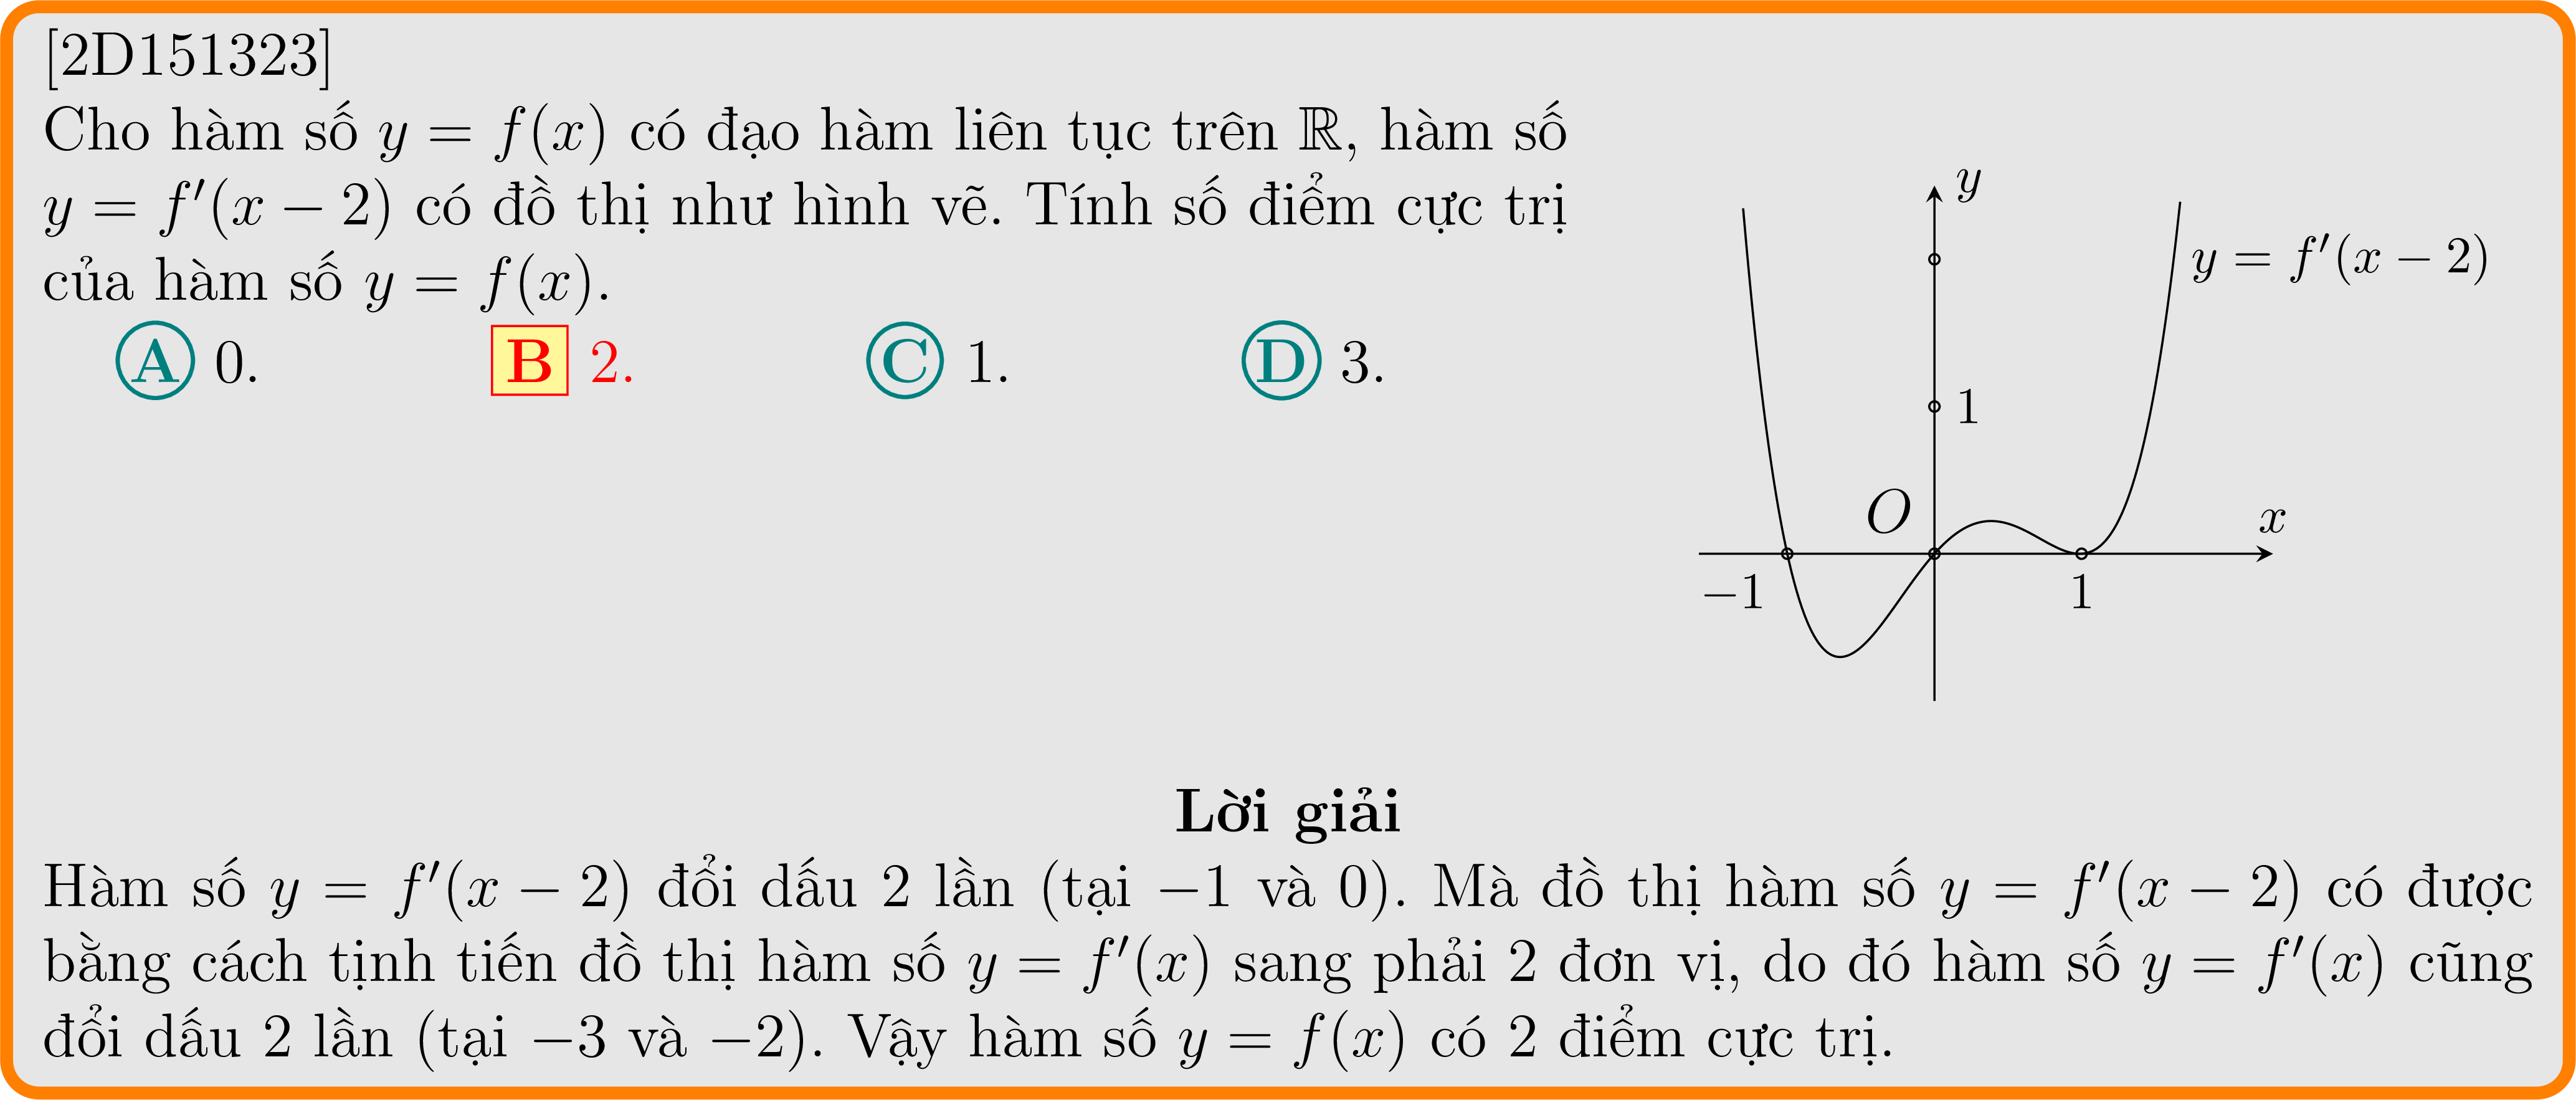 [2D151323]
Cho hàm số y = f(x) có đạo hàm liên tục trên ℝ, hàm số
y = f′(x − 2) có đồ thị như hình vẽ. Tính số điểm cực trị
của hàm số y = f(x).
A 0. B 2. C 1. D 3.
y
y = f′(x − 2)
1
O
x
−1
1
Lời giải
Hàm số y = f′(x − 2) đổi dấu 2 lần (tại −1 và 0). Mà đồ thị hàm số y = f′(x − 2) có được
bằng cách tịnh tiến đồ thị hàm số y = f′(x) sang phải 2 đơn vị, do đó hàm số y = f′(x) cũng
đổi dấu 2 lần (tại −3 và −2). Vậy hàm số y = f(x) có 2 điểm cực trị.